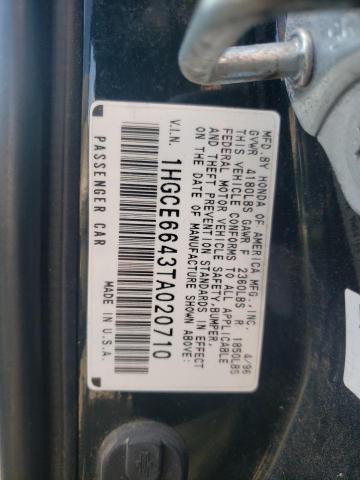 MFD.BY HONDA OF AMERICA MFG.,INC. 4/96
GVWR 4180LBS GAWR F 2360LBS R 1850LBS
THIS VEHICLE CONFORMS TO ALL APPLICABLE
FEDERAL MOTOR VEHICLE SAFETY,BUMPER,
AND THEFT PREVENTION STANDARDS IN EFFECT
ON THE DATE OF MANUFACTURE SHOWN ABOVE:
V.I.N. 1HGCE6643TA020710
PASSENGER CAR MADE IN U.S.A.